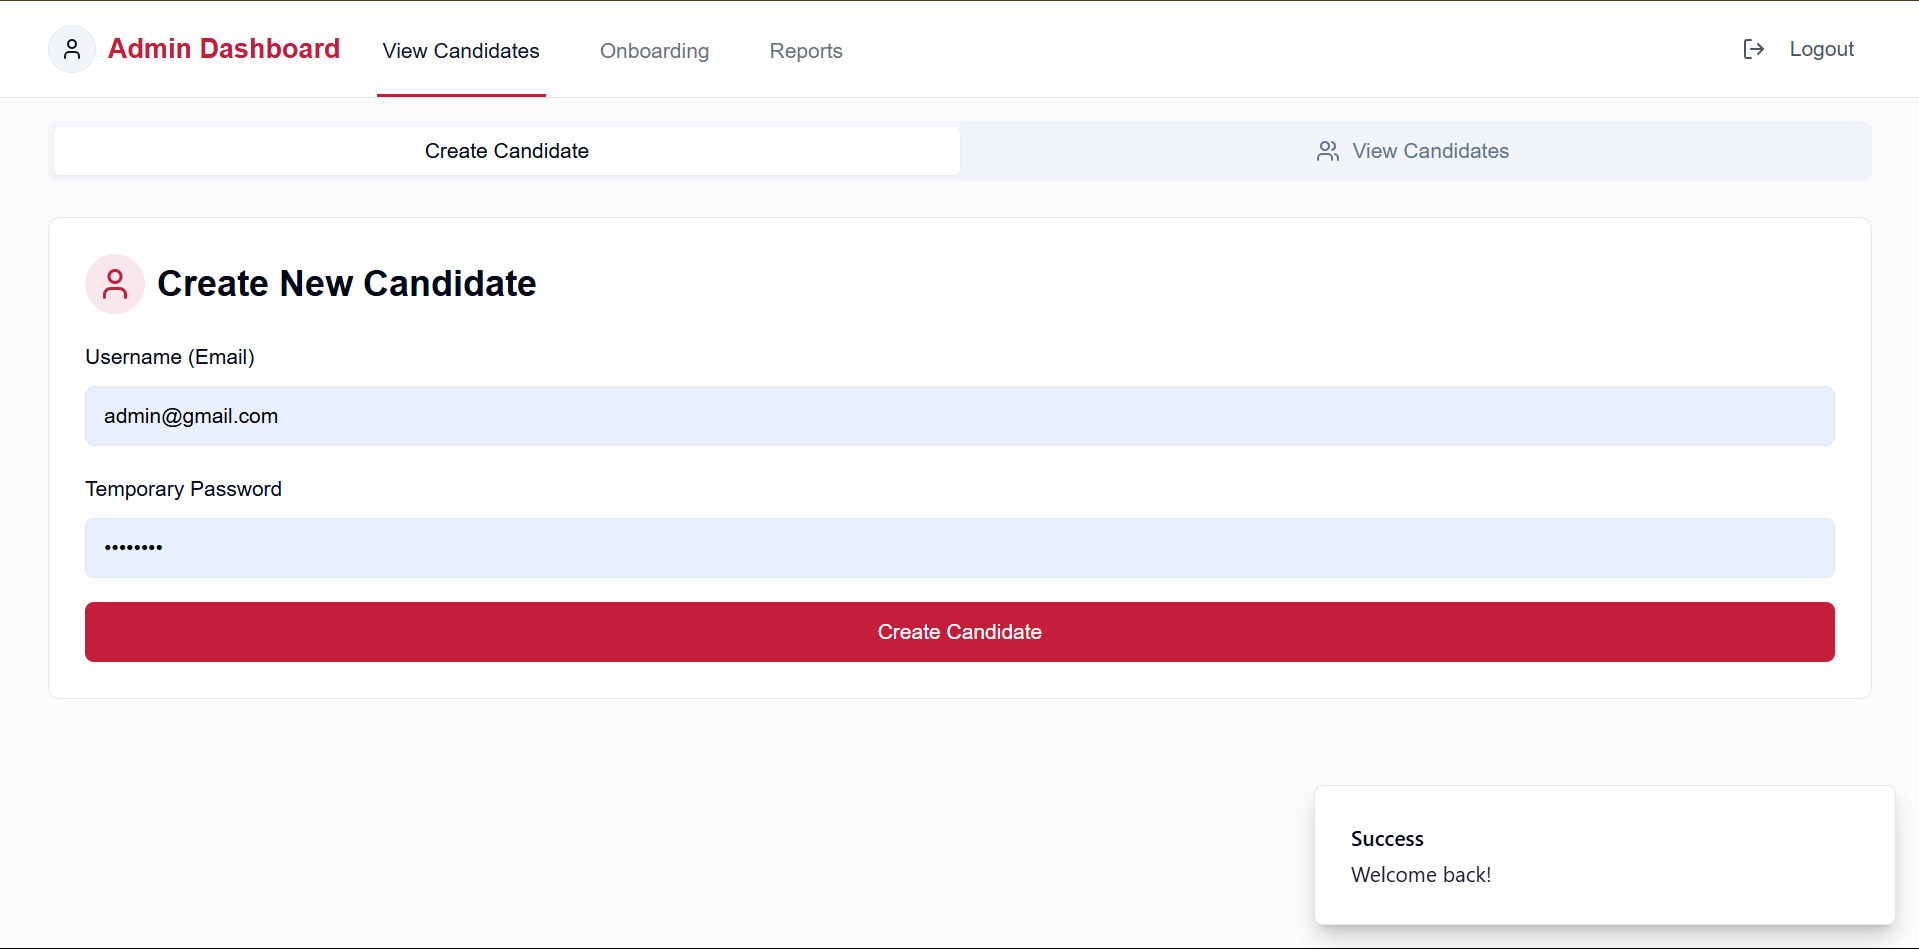 Admin Dashboard
View Candidates
Onboarding
Reports
Logout
Create Candidate
View Candidates
Create New Candidate
Username (Email)
admin@gmail.com
Temporary Password
••••••••
Create Candidate
Success
Welcome back!